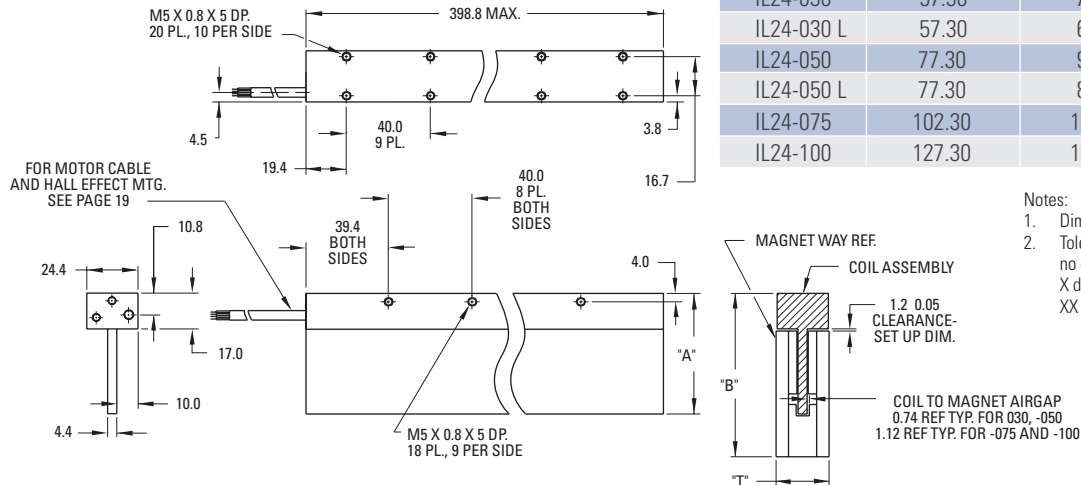 M5 X 0.8 X 5 DP.
20 PL., 10 PER SIDE
398.8 MAX.
4.5
40.0
9 PL.
19.4
3.8
16.7
FOR MOTOR CABLE
AND HALL EFFECT MTG.
SEE PAGE 19
10.8
24.4
17.0
10.0
4.4
39.4
BOTH
SIDES
40.0
8 PL.
BOTH
SIDES
4.0
"A"
M5 X 0.8 X 5 DP.
18 PL., 9 PER SIDE
MAGNET WAY REF.
COIL ASSEMBLY
1.2 0.05
CLEARANCE-
SET UP DIM.
"B"
COIL TO MAGNET AIRGAP
0.74 REF TYP. FOR 030, -050
1.12 REF TYP. FOR -075 AND -100
"T"
IL24-030 57.30
IL24-030 L 57.30
IL24-050 77.30
IL24-050 L 77.30
IL24-075 102.30
IL24-100 127.30
Notes:
1.
2.
no
X
XX